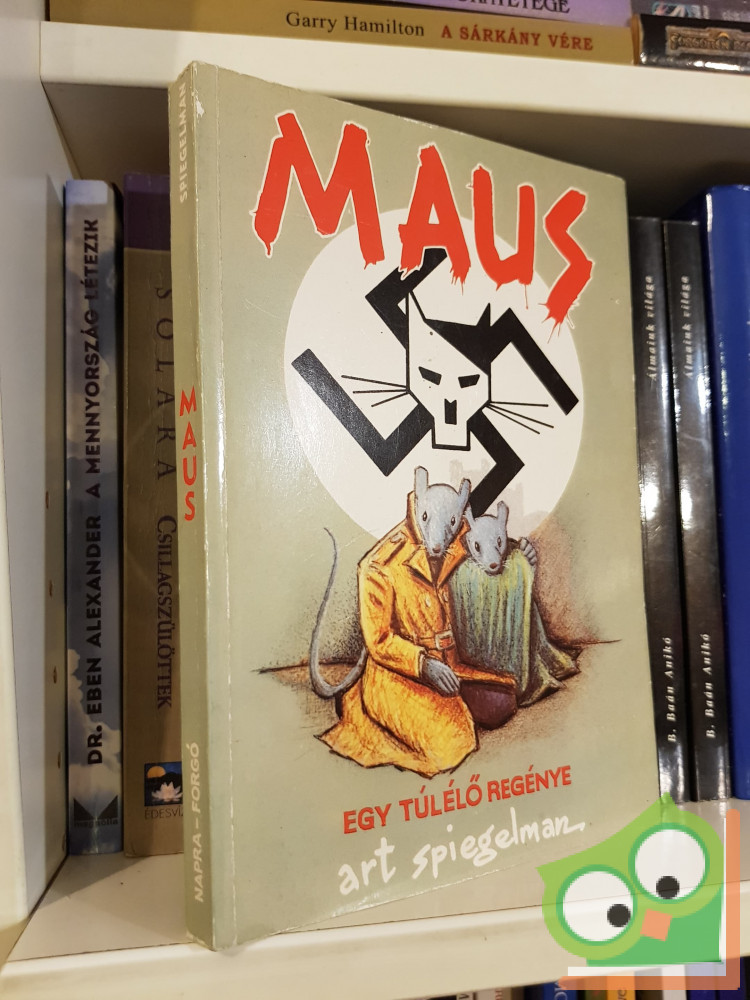 Garry Hamilton A SÁRKÁNY VÉRE
DR. EBEN ALEXANDER A MENNYORSZÁG LÉTEZIK
SOLARA CSILLAGSZÜLÖTTEK
SPIEGELMAN
MAUS
NAPRA-FORGÓ
MAUS
EGY TÚLÉLŐ REGÉNYE
art spiegelman
B. Baán Anikó Álmaink világa
B. Baán Anikó Álmaink világa